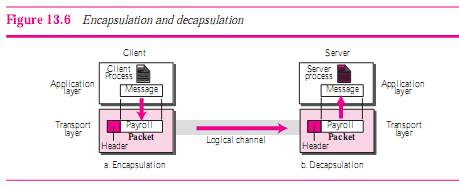 Figure 13.6 Encapsulation and decapsulation
Client
Server
Client
Process
Server
process
Application
layer
Message
Message
Application
layer
Transport
layer
Payroll
Packet
Header
Logical channel
Payroll
Packet
Header
Transport
layer
a. Encapsulation
b. Decapsulation